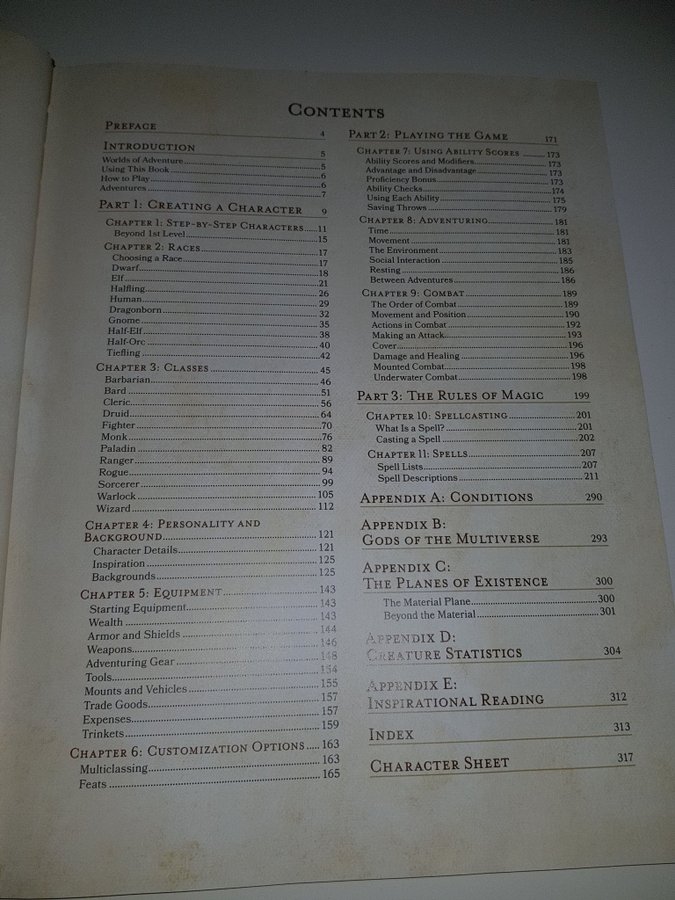 CONTENTS
PREFACE 4
INTRODUCTION 5
Worlds of Adventure 5
Using This Book 6
How to Play 6
Adventures 7
PART 1: CREATING A CHARACTER 9
CHAPTER 1: STEP-BY-STEP CHARACTERS 11
Beyond 1st Level 15
CHAPTER 2: RACES 17
Choosing a Race 17
Dwarf 18
Elf 21
Halfling 26
Human 29
Dragonborn 32
Gnome 35
Half-Elf 38
Half-Orc 40
Tiefling 42
CHAPTER 3: CLASSES 45
Barbarian 46
Bard 51
Cleric 56
Druid 64
Fighter 70
Monk 76
Paladin 82
Ranger 89
Rogue 94
Sorcerer 99
Warlock 105
Wizard 112
CHAPTER 4: PERSONALITY AND
BACKGROUND 121
Character Details 121
Inspiration 125
Backgrounds 125
CHAPTER 5: EQUIPMENT 143
Starting Equipment 143
Wealth 143
Armor and Shields 144
Weapons 146
Adventuring Gear 148
Tools 154
Mounts and Vehicles 155
Trade Goods 157
Expenses 157
Trinkets 159
CHAPTER 6: CUSTOMIZATION OPTIONS 163
Multiclassing 163
Feats 165
PART 2: PLAYING THE GAME 171
CHAPTER 7: USING ABILITY SCORES 173
Ability Scores and Modifiers 173
Advantage and Disadvantage 173
Proficiency Bonus 173
Ability Checks 174
Using Each Ability 175
Saving Throws 179
CHAPTER 8: ADVENTURING 181
Time 181
Movement 181
The Environment 183
Social Interaction 185
Resting 186
Between Adventures 186
CHAPTER 9: COMBAT 189
The Order of Combat 189
Movement and Position 190
Actions in Combat 192
Making an Attack 193
Cover 196
Damage and Healing 196
Mounted Combat 198
Underwater Combat 198
PART 3: THE RULES OF MAGIC 199
CHAPTER 10: SPELLCASTING 201
What Is a Spell? 201
Casting a Spell 202
CHAPTER 11: SPELLS 207
Spell Lists 207
Spell Descriptions 211
APPENDIX A: CONDITIONS 290
APPENDIX B:
GODS OF THE MULTIVERSE 293
APPENDIX C:
THE PLANES OF EXISTENCE 300
The Material Plane 300
Beyond the Material 301
APPENDIX D:
CREATURE STATISTICS 304
APPENDIX E:
INSPIRATIONAL READING 312
INDEX 313
CHARACTER SHEET 317